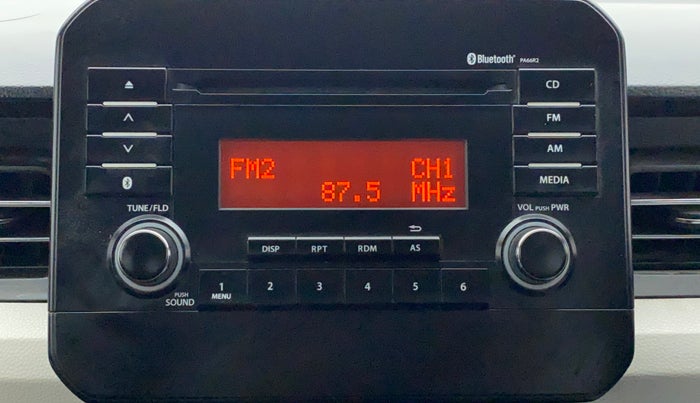 Bluetooth® PA66R2
CD
FM
AM
MEDIA
FM2 CH1
87.5 MHz
TUNE/FLD
VOL PUSH PWR
DISP RPT RDM AS
PUSH
SOUND
1 2 3 4 5 6
MENU